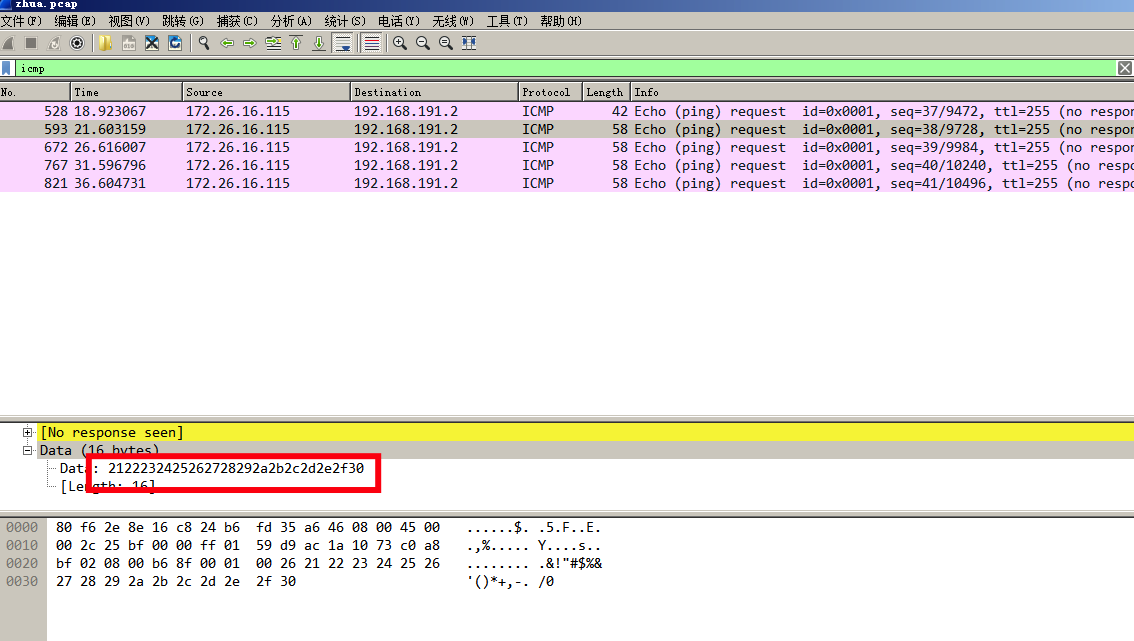 zhua.pcap
文件(F) 编辑(E) 视图(V) 跳转(G) 捕获(C) 分析(A) 统计(S) 电话(Y) 无线(W) 工具(T) 帮助(H)
icmp
No. Time Source Destination Protocol Length Info
528 18.923067 172.26.16.115 192.168.191.2 ICMP 42 Echo (ping) request id=0x0001, seq=37/9472, ttl=255 (no respon
593 21.603159 172.26.16.115 192.168.191.2 ICMP 58 Echo (ping) request id=0x0001, seq=38/9728, ttl=255 (no respon
672 26.616007 172.26.16.115 192.168.191.2 ICMP 58 Echo (ping) request id=0x0001, seq=39/9984, ttl=255 (no respon
767 31.596796 172.26.16.115 192.168.191.2 ICMP 58 Echo (ping) request id=0x0001, seq=40/10240, ttl=255 (no respo
821 36.604731 172.26.16.115 192.168.191.2 ICMP 58 Echo (ping) request id=0x0001, seq=41/10496, ttl=255 (no respo
[No response seen]
Data (16 bytes)
Data: 2122232425262728292a2b2c2d2e2f30
[Length: 16]
0000 80 f6 2e 8e 16 c8 24 b6 fd 35 a6 46 08 00 45 00 ......$. .5.F..E.
0010 00 2c 25 bf 00 00 ff 01 59 d9 ac 1a 10 73 c0 a8 .,%..... Y....s..
0020 bf 02 08 00 b6 8f 00 01 00 26 21 22 23 24 25 26 ........ .&!"#$%&
0030 27 28 29 2a 2b 2c 2d 2e 2f 30 '()*+,-. /0